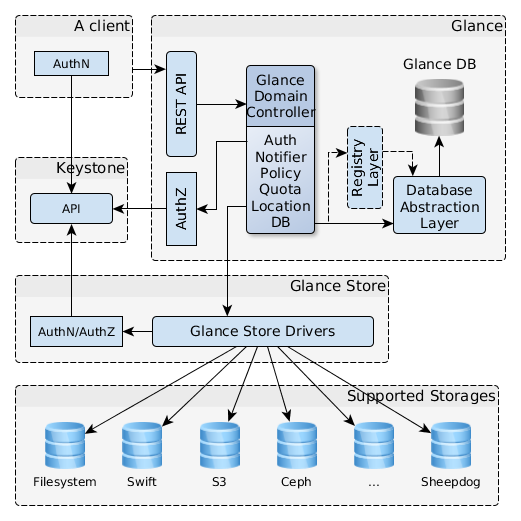 A client
AuthN
Glance
REST API
Glance
Domain
Controller
Auth
Notifier
Policy
Quota
Location
DB
Glance DB
Registry
Layer
Database
Abstraction
Layer
Keystone
API
AuthZ
Glance Store
AuthN/AuthZ
Glance Store Drivers
Supported Storages
Filesystem
Swift
S3
Ceph
...
Sheepdog